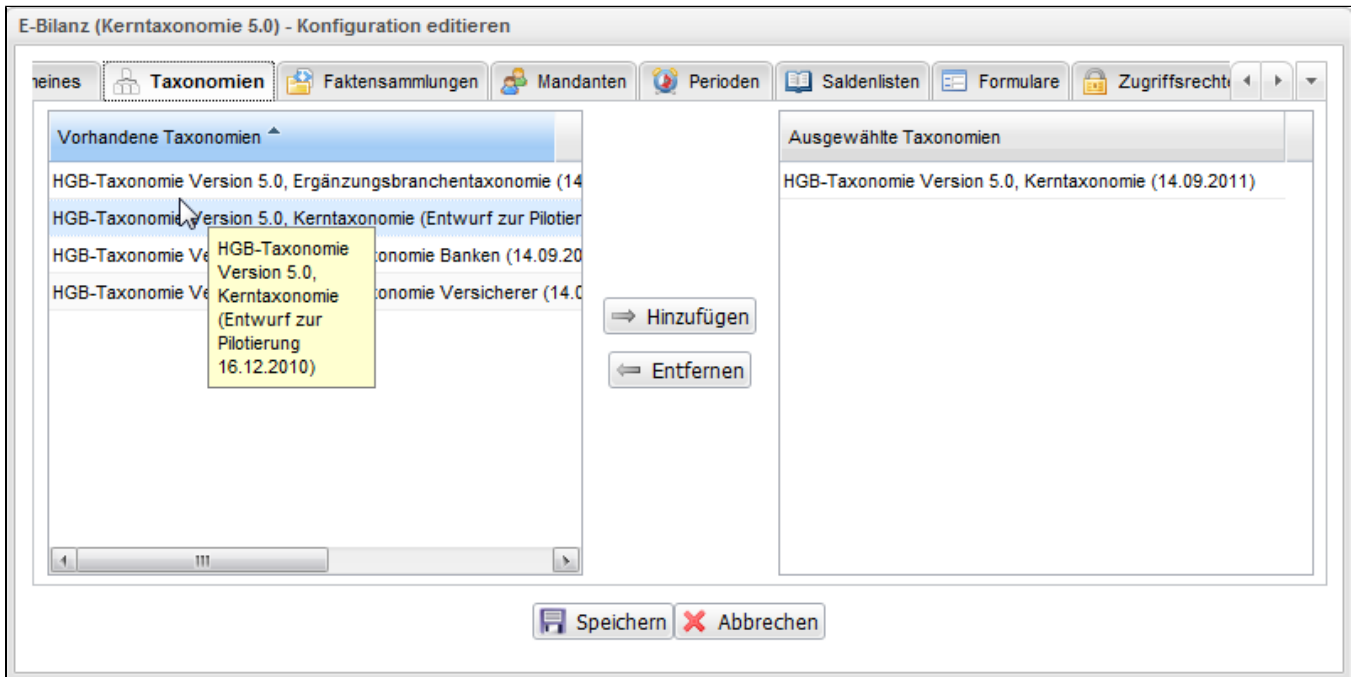 E-Bilanz (Kerntaxonomie 5.0) - Konfiguration editieren
neines Taxonomien Faktensammlungen Mandanten Perioden Saldenlisten Formulare Zugriffsrechte
Vorhandene Taxonomien
Ausgewählte Taxonomien
HGB-Taxonomie Version 5.0, Ergänzungsbranchentaxonomie (14
HGB-Taxonomie Version 5.0, Kerntaxonomie (14.09.2011)
HGB-Taxonomie Version 5.0, Kerntaxonomie (Entwurf zur Pilotier
HGB-Taxonomie Ve
onomie Banken (14.09.20
HGB-Taxonomie Ve
onomie Versicherer (14.0
HGB-Taxonomie
Version 5.0,
Kerntaxonomie
(Entwurf zur
Pilotierung
16.12.2010)
Hinzufügen
Entfernen
Speichern Abbrechen